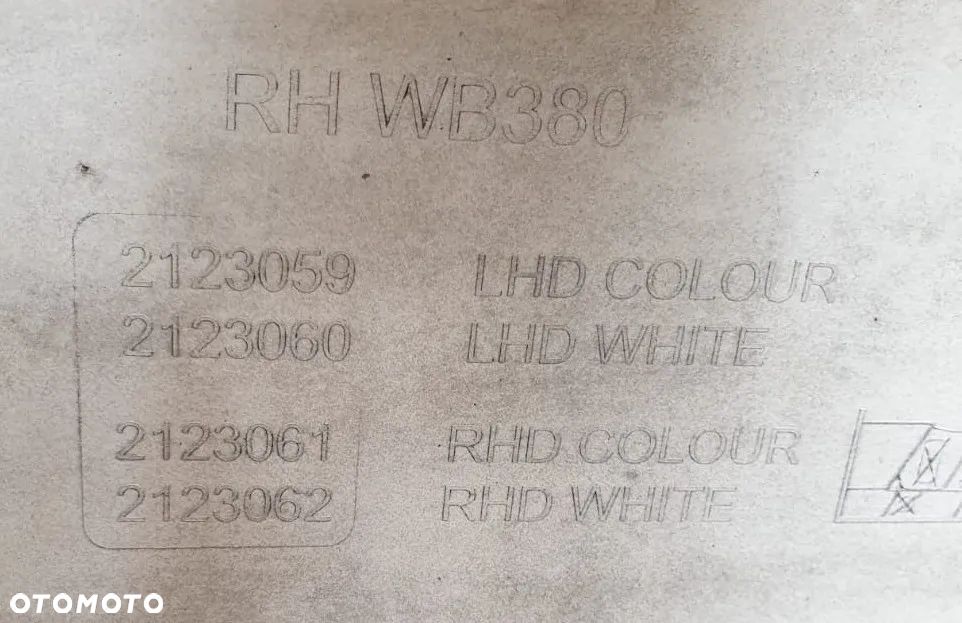 RH WB380
2123059 LHD COLOUR
2123060 LHD WHITE
2123061 RHD COLOUR
2123062 RHD WHITE
OTOMOTO